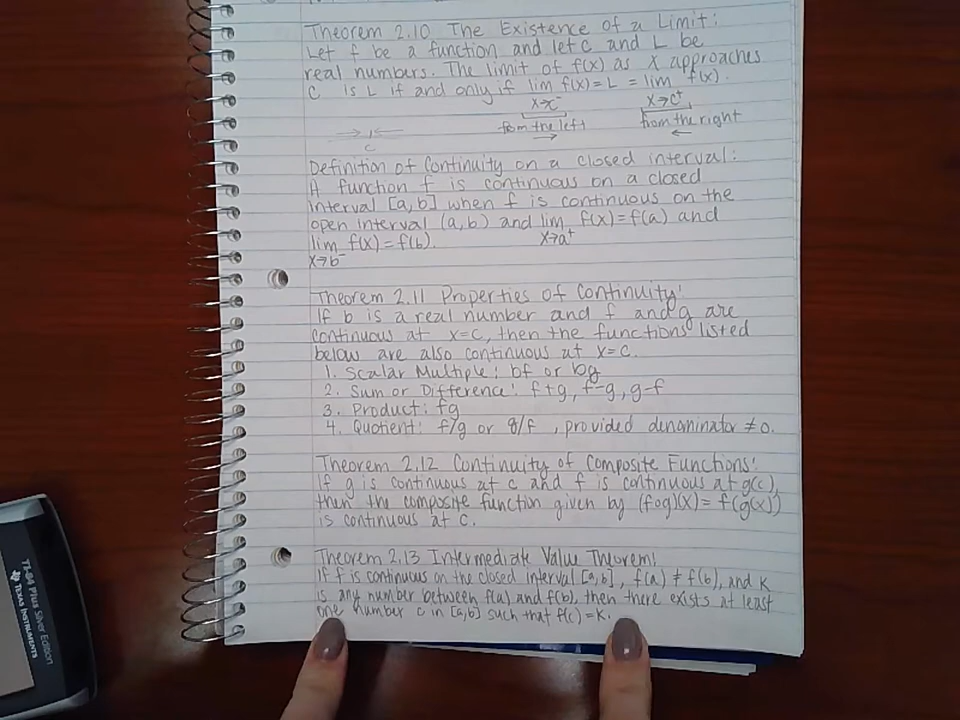 Theorem 2.10 The Existence of a Limit:
Let f be a function and let c and L be
real numbers. The limit of f(x) as x approaches
c is L if and only if lim f(x) = L = lim f(x).
x→c⁻ x→c⁺
from the left from the right
→ ← → ←
c
Definition of Continuity on a closed interval:
A function f is continuous on a closed
interval [a,b] when f is continuous on the
open interval (a,b) and lim f(x)=f(a) and
x→a⁺
lim f(x)=f(b).
x→b⁻
Theorem 2.11 Properties of Continuity:
If b is a real number and f and g are
continuous at x=c, then the functions listed
below are also continuous at x=c.
1. Scalar Multiple: bf or bg
2. Sum or Difference: f+g, f-g, g-f
3. Product: fg
4. Quotient: f/g or g/f, provided denominator ≠0.
Theorem 2.12 Continuity of Composite Functions:
If g is continuous at c and f is continuous at g(c),
then the composite function given by (f∘g)(x)= f(g(x))
is continuous at c.
Theorem 2.13 Intermediate Value Theorem:
If f is continuous on the closed interval [a,b], f(a) ≠ f(b), and k
is any number between f(a) and f(b), then there exists at least
one number c in [a,b] such that f(c)=k.
TI-84 Plus Silver Edition
TEXAS INSTRUMENTS